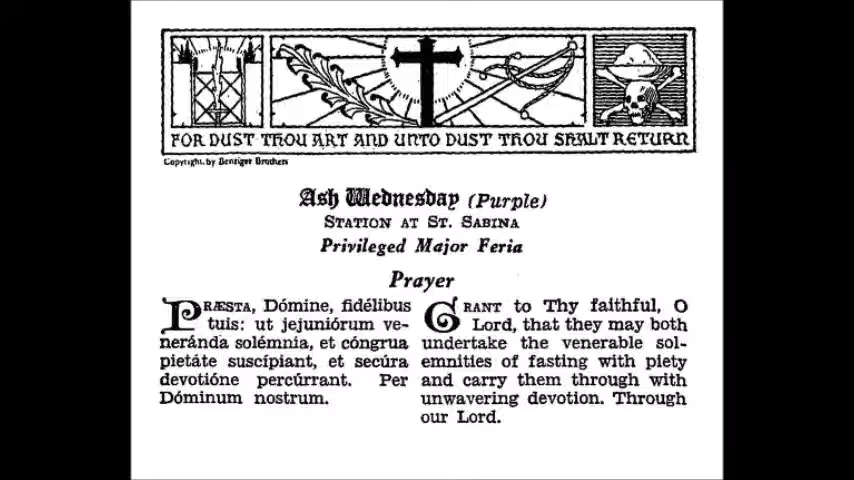 FOR DUST THOU ART AND UNTO DUST THOU SHALT RETURN
Copyright by Benziger Brothers
Ash Wednesday (Purple)
STATION AT ST. SABINA
Privileged Major Feria
Prayer
PRÆSTA, Dómine, fidélibus
tuis: ut jejuniórum ve-
neránda solémnia, et cóngrua
pietáte suscípiant, et secúra
devotióne percúrrant. Per
Dóminum nostrum.
GRANT to Thy faithful, O
Lord, that they may both
undertake the venerable sol-
emnities of fasting with piety
and carry them through with
unwavering devotion. Through
our Lord.